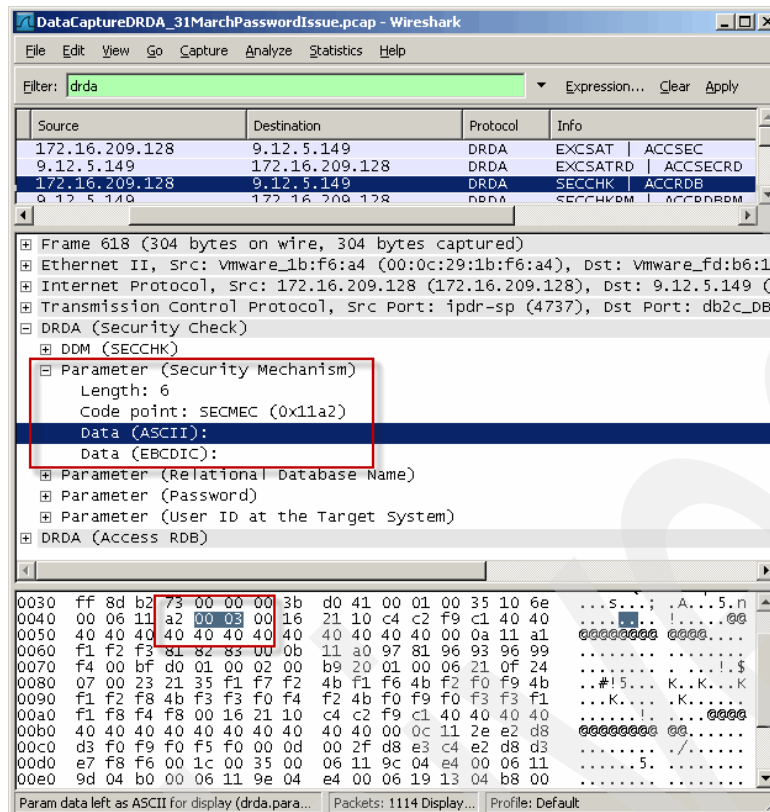 DataCaptureDRDA_31MarchPasswordIssue.pcap - Wireshark
File Edit View Go Capture Analyze Statistics Help
Filter: drda Expression... Clear Apply
Source Destination Protocol Info
172.16.209.128 9.12.5.149 DRDA EXCSAT | ACCSEC
9.12.5.149 172.16.209.128 DRDA EXCSATRD | ACCSECRD
172.16.209.128 9.12.5.149 DRDA SECCHK | ACCRDB
9.12.5.149 172.16.209.128 DRDA SECCHKRM | ACCRDBRM
Frame 618 (304 bytes on wire, 304 bytes captured)
Ethernet II, Src: Vmware_1b:f6:a4 (00:0c:29:1b:f6:a4), Dst: Vmware_fd:b6:1
Internet Protocol, Src: 172.16.209.128 (172.16.209.128), Dst: 9.12.5.149 (
Transmission Control Protocol, Src Port: ipdr-sp (4737), Dst Port: db2c_DB
DRDA (Security Check)
DDM (SECCHK)
Parameter (Security Mechanism)
Length: 6
Code point: SECMEC (0x11a2)
Data (ASCII):
Data (EBCDIC):
Parameter (Relational Database Name)
Parameter (Password)
Parameter (User ID at the Target System)
DRDA (Access RDB)
0030 ff 8d b2 73 00 00 00 3b d0 41 00 01 00 35 10 6e ...s...; .A...5.n
0040 00 06 11 a2 00 03 00 16 21 10 c4 c2 f9 c1 40 40 ........ !.....@@
0050 40 40 40 40 40 40 40 40 40 40 40 40 00 0a 11 a1 @@@@@@@@ @@@@....
0060 f1 f2 f3 81 82 83 00 0b 11 a0 97 81 96 93 96 99 ........ ........
0070 f4 00 bf d0 01 00 02 00 b9 20 01 00 06 21 0f 24 ........ . ...!.$
0080 07 00 23 21 35 f1 f7 f2 4b f1 f6 4b f2 f0 f9 4b ..#!5... K..K...K
0090 f1 f2 f8 4b f3 f3 f0 f4 f2 4b f0 f9 f0 f3 f3 f1 ...K.... .K......
00a0 f1 f8 f4 f8 00 16 21 10 c4 c2 f9 c1 40 40 40 40 ......!. ....@@@@
00b0 40 40 40 40 40 40 40 40 40 40 00 0c 11 2e e2 d8 @@@@@@@@ @@......
00c0 d3 f0 f9 f0 f5 f0 00 0d 00 2f d8 e3 c4 e2 d8 d3 ........ ./......
00d0 e7 f8 f6 00 1c 00 35 00 06 11 9c 04 e4 00 06 11 ......5. ........
00e0 9d 04 b0 00 06 11 9e 04 e4 00 06 19 13 04 b8 00 ........ ........
Param data left as ASCII for display (drda.para... Packets: 1114 Display... Profile: Default